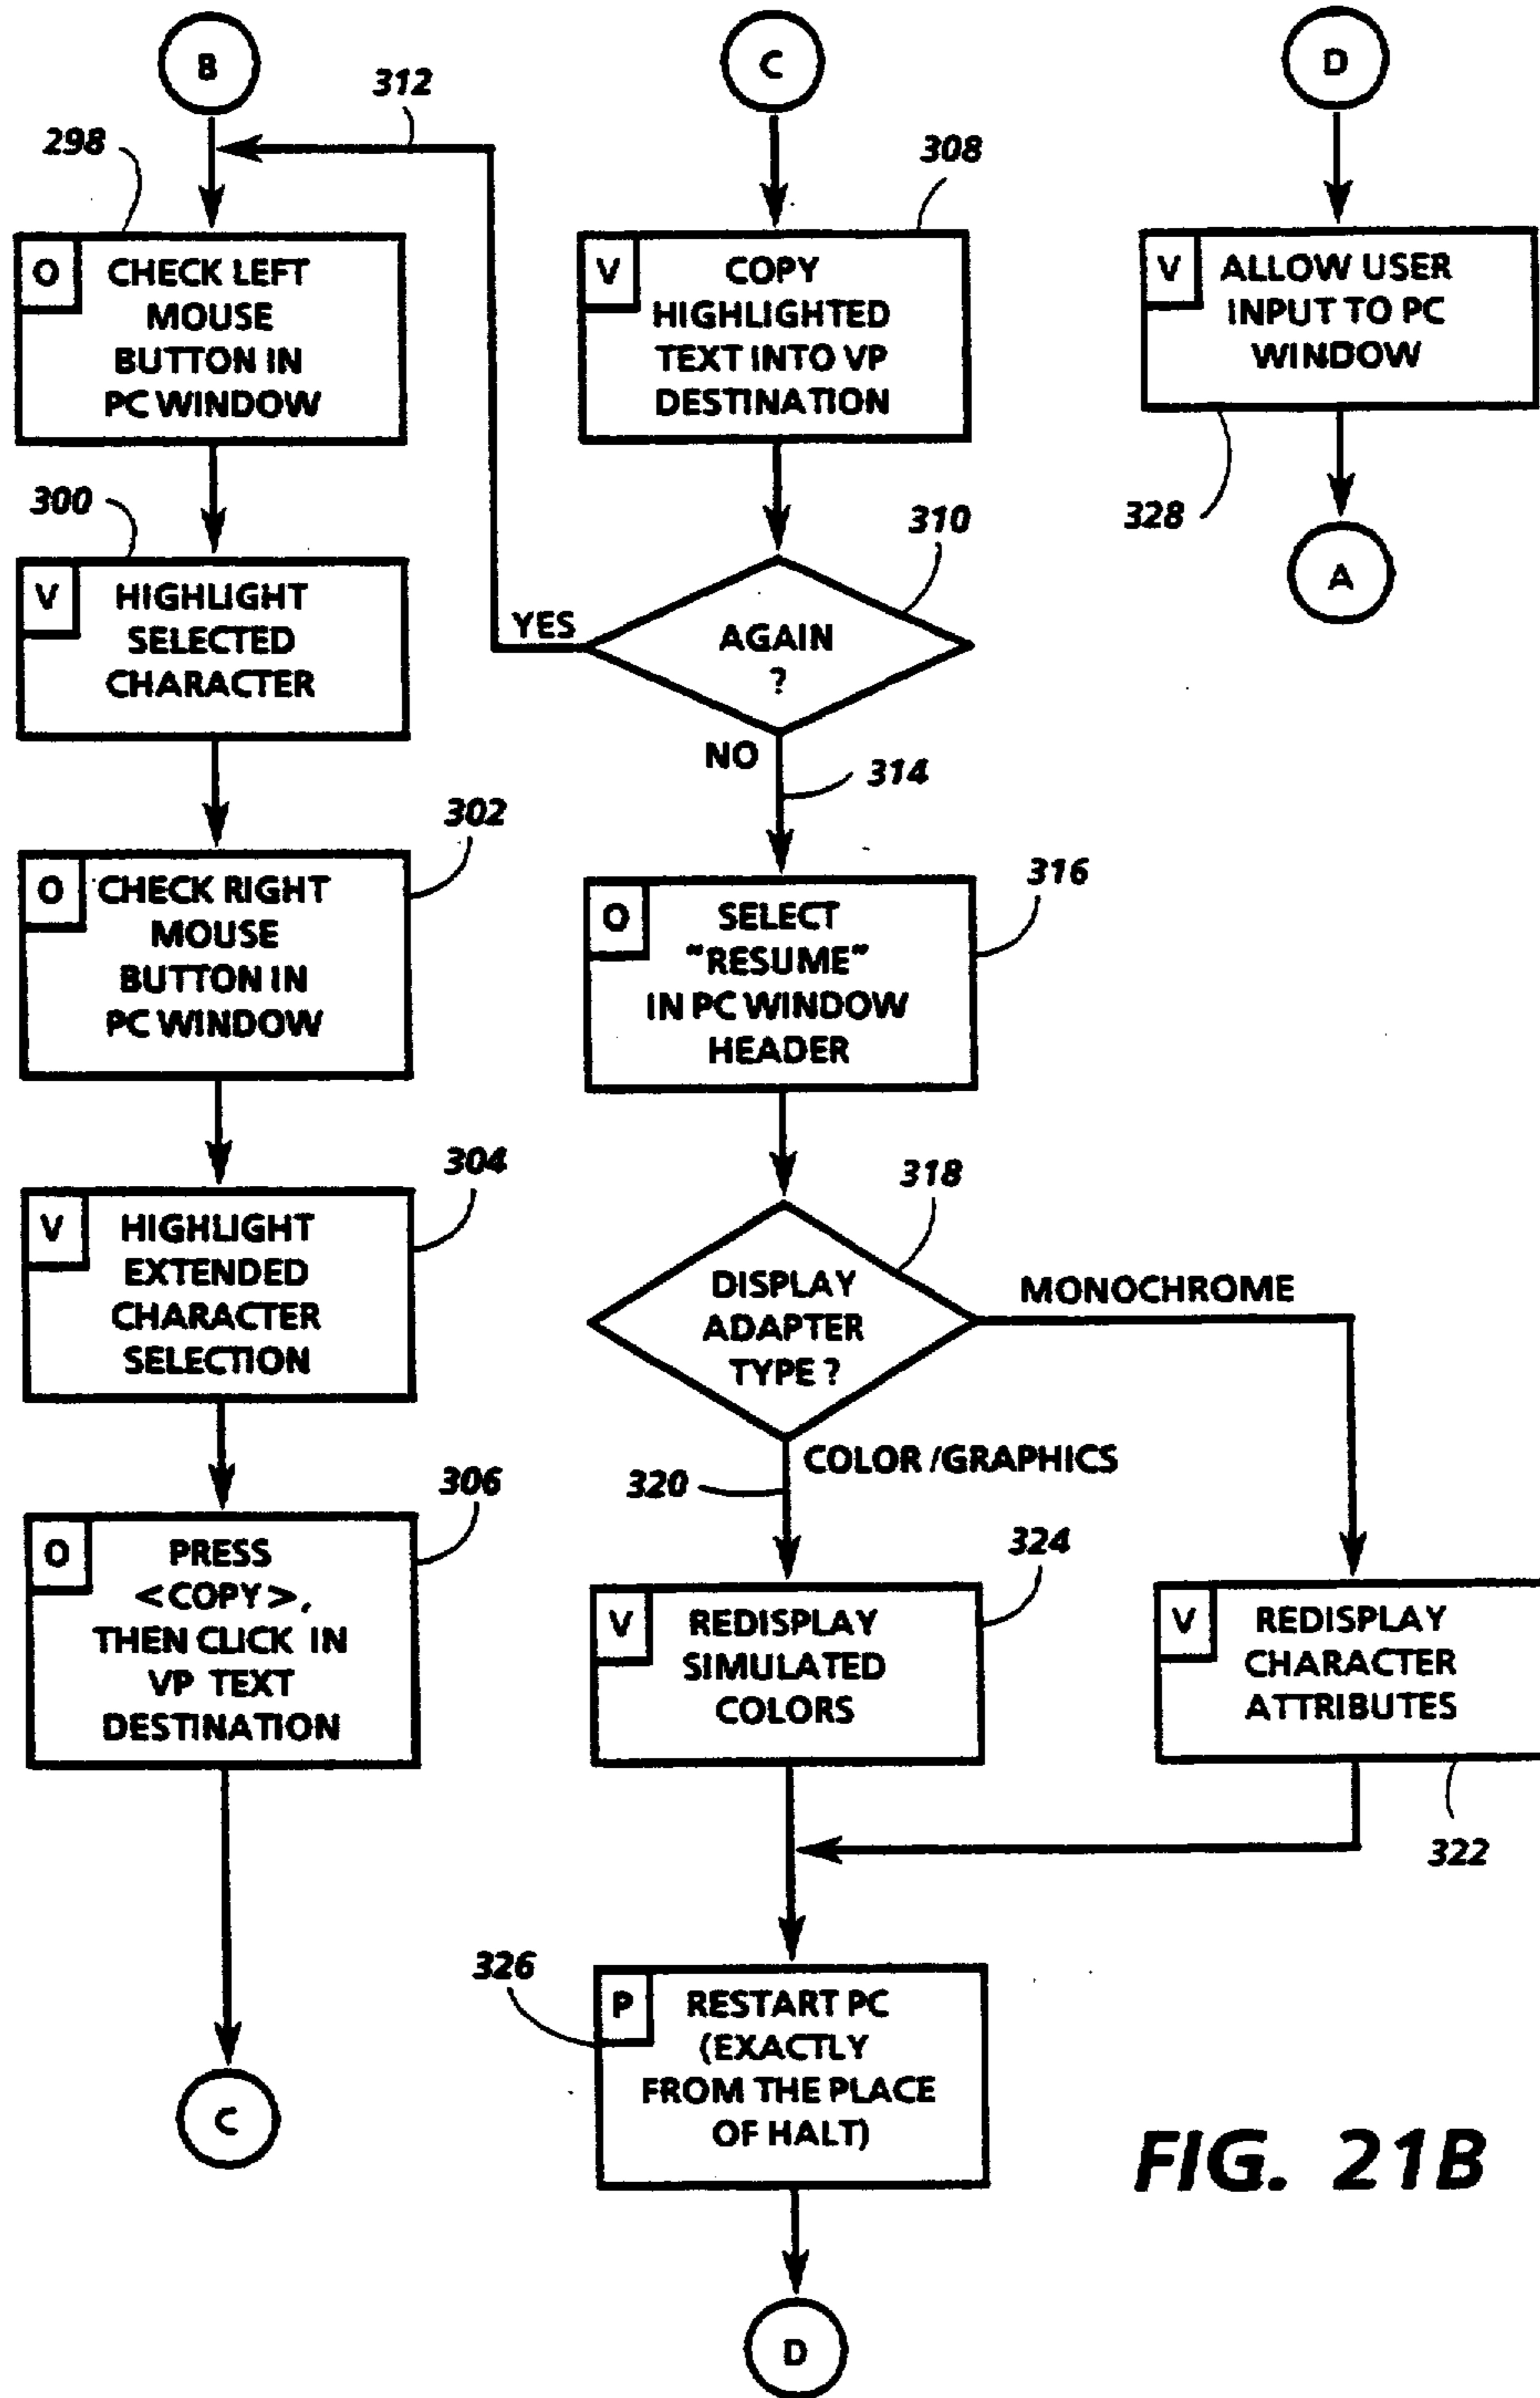 B
312
298
O
CHECK LEFT
MOUSE
BUTTON IN
PC WINDOW
300
V
HIGHLIGHT
SELECTED
CHARACTER
302
O
CHECK RIGHT
MOUSE
BUTTON IN
PC WINDOW
304
V
HIGHLIGHT
EXTENDED
CHARACTER
SELECTION
306
O
PRESS
<COPY>,
THEN CLICK IN
VP TEXT
DESTINATION
C
C
308
V
COPY
HIGHLIGHTED
TEXT INTO VP
DESTINATION
310
AGAIN
?
YES
NO
314
316
O
SELECT
"RESUME"
IN PC WINDOW
HEADER
318
DISPLAY
ADAPTER
TYPE ?
MONOCHROME
COLOR /GRAPHICS
320
324
V
REDISPLAY
SIMULATED
COLORS
V
REDISPLAY
CHARACTER
ATTRIBUTES
322
326
P
RESTART PC
(EXACTLY
FROM THE PLACE
OF HALT)
D
D
V
ALLOW USER
INPUT TO PC
WINDOW
328
A
FIG. 21B